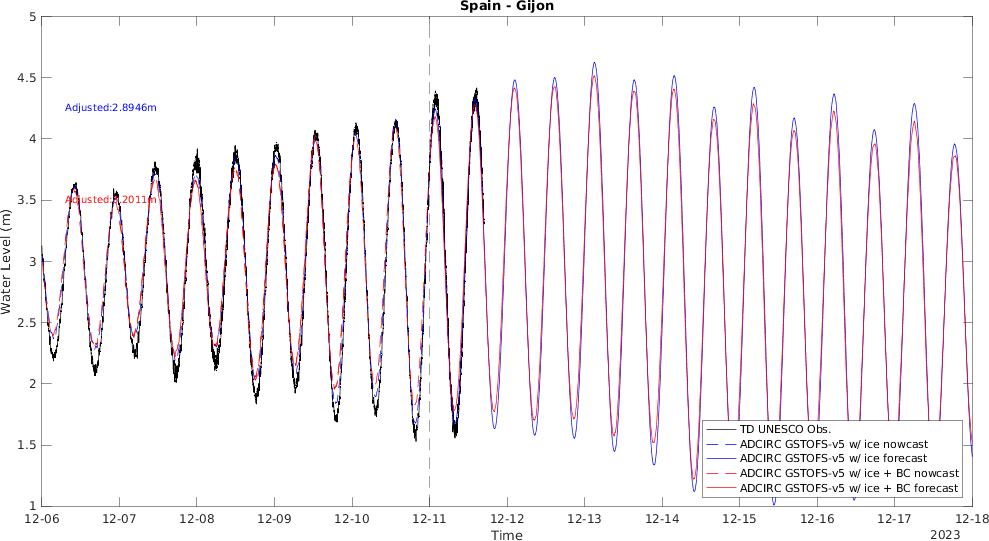 Spain - Gijon
Water Level (m)
5
4.5
4
3.5
3
2.5
2
1.5
1
Adjusted:2.8946m
TD UNESCO Obs.
ADCIRC GSTOFS-v5 w/ ice nowcast
ADCIRC GSTOFS-v5 w/ ice forecast
ADCIRC GSTOFS-v5 w/ ice + BC nowcast
ADCIRC GSTOFS-v5 w/ ice + BC forecast
12-06 12-07 12-08 12-09 12-10 12-11 12-12 12-13 12-14 12-15 12-16 12-17 12-18
Time
2023